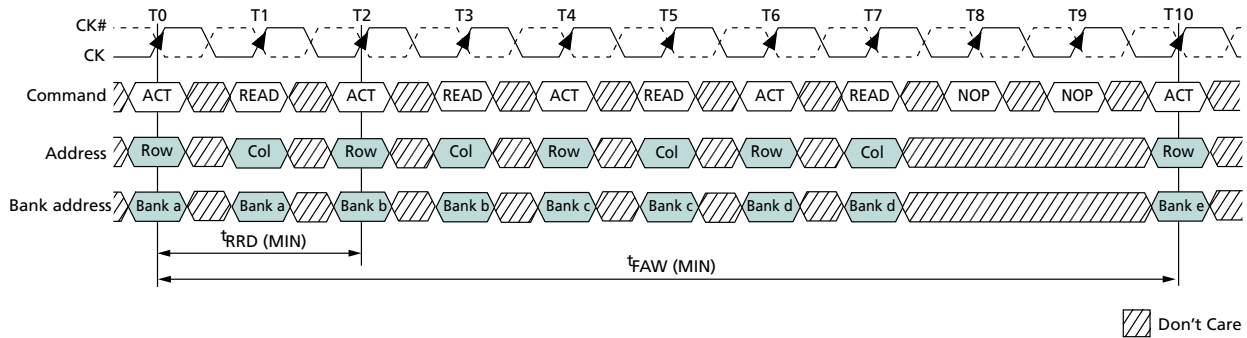 T0 T1 T2 T3 T4 T5 T6 T7 T8 T9 T10
CK#
CK
Command ACT READ ACT READ ACT READ ACT READ NOP NOP ACT
Address Row Col Row Col Row Col Row Col Row
Bank address Bank a Bank a Bank b Bank b Bank c Bank c Bank d Bank d Bank e
tRRD (MIN)
tFAW (MIN)
Don't Care